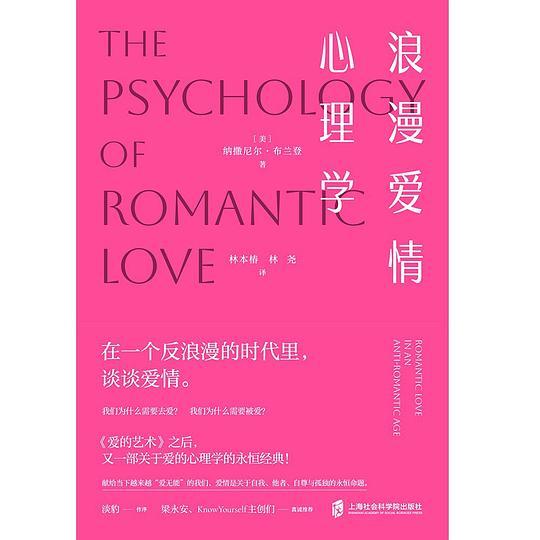 THE
PSYCHOLOGY
OF
ROMANTIC
LOVE
浪漫爱情
心理学
［美］
纳撒尼尔·布兰登
著
林本椿 林 尧
译
在一个反浪漫的时代里，
谈谈爱情。
ROMANTIC LOVE
IN AN
ANTI-ROMANTIC AGE
我们为什么需要去爱？ 我们为什么需要被爱？
《爱的艺术》之后，
又一部关于爱的心理学的永恒经典！
献给当下越来越“爱无能”的我们，爱情是关于自我、他者、自尊与孤独的永恒命题。
淡豹 —作序 梁永安、KnowYourself主创们 —真诚推荐
上海社会科学院出版社
SHANGHAI ACADEMY OF SOCIAL SCIENCES PRESS